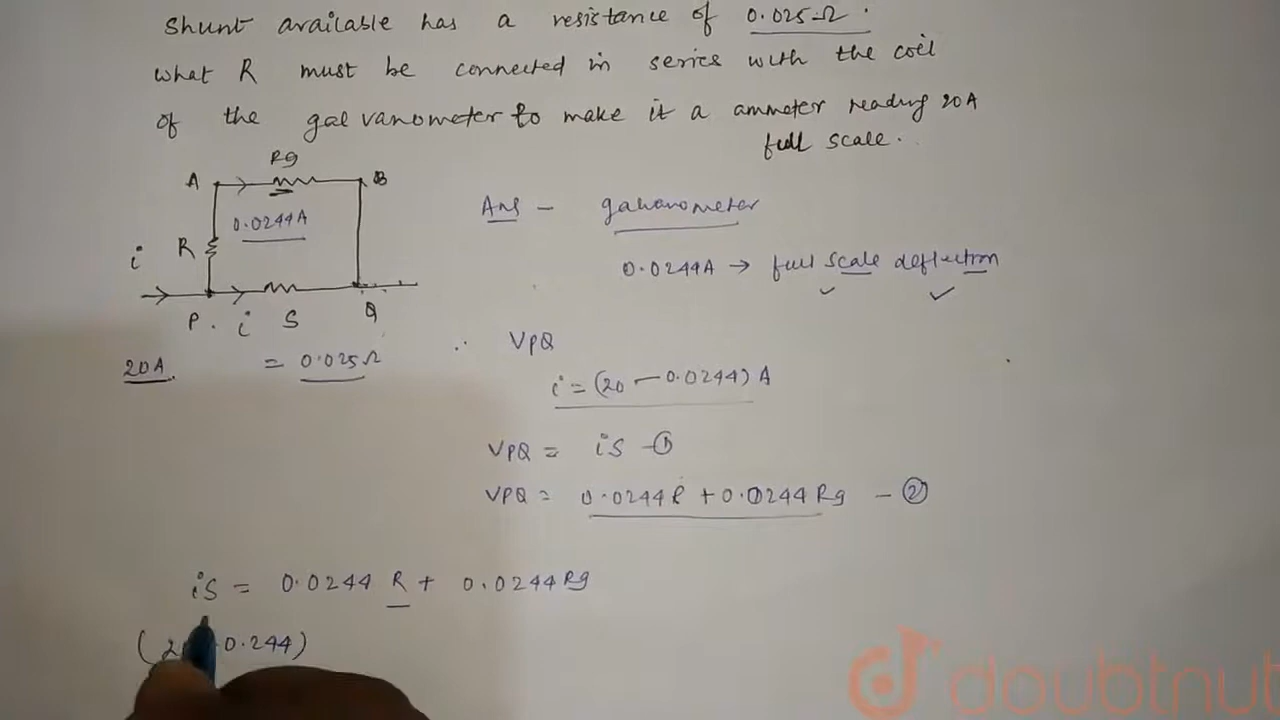 Shunt available has a resistance of 0.025Ω.
what R must be connected in series with the coil
of the galvanometer to make it a ammeter reading 20A
full scale.
Rg
A
B
0.0244A
R
i
P.
i
S
Q
20A.
= 0.025Ω
Ans - galvanometer
0.0244A → full scale deflection
∴ VPQ
i = (20 - 0.0244) A
VPQ = iS -①
VPQ = 0.0244R + 0.0244 Rg - ②
iS = 0.0244 R + 0.0244Rg
0.244)
doubtnut